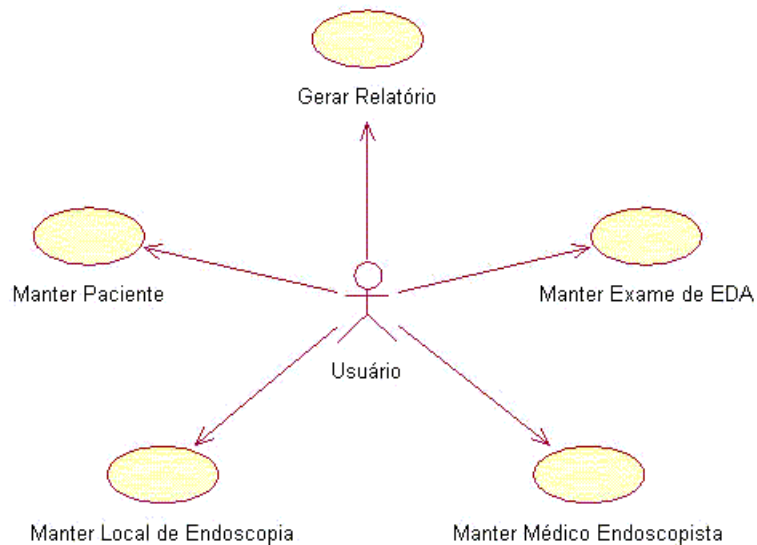 Gerar Relatório
Manter Paciente
Manter Exame de EDA
Usuário
Manter Local de Endoscopia
Manter Médico Endoscopista